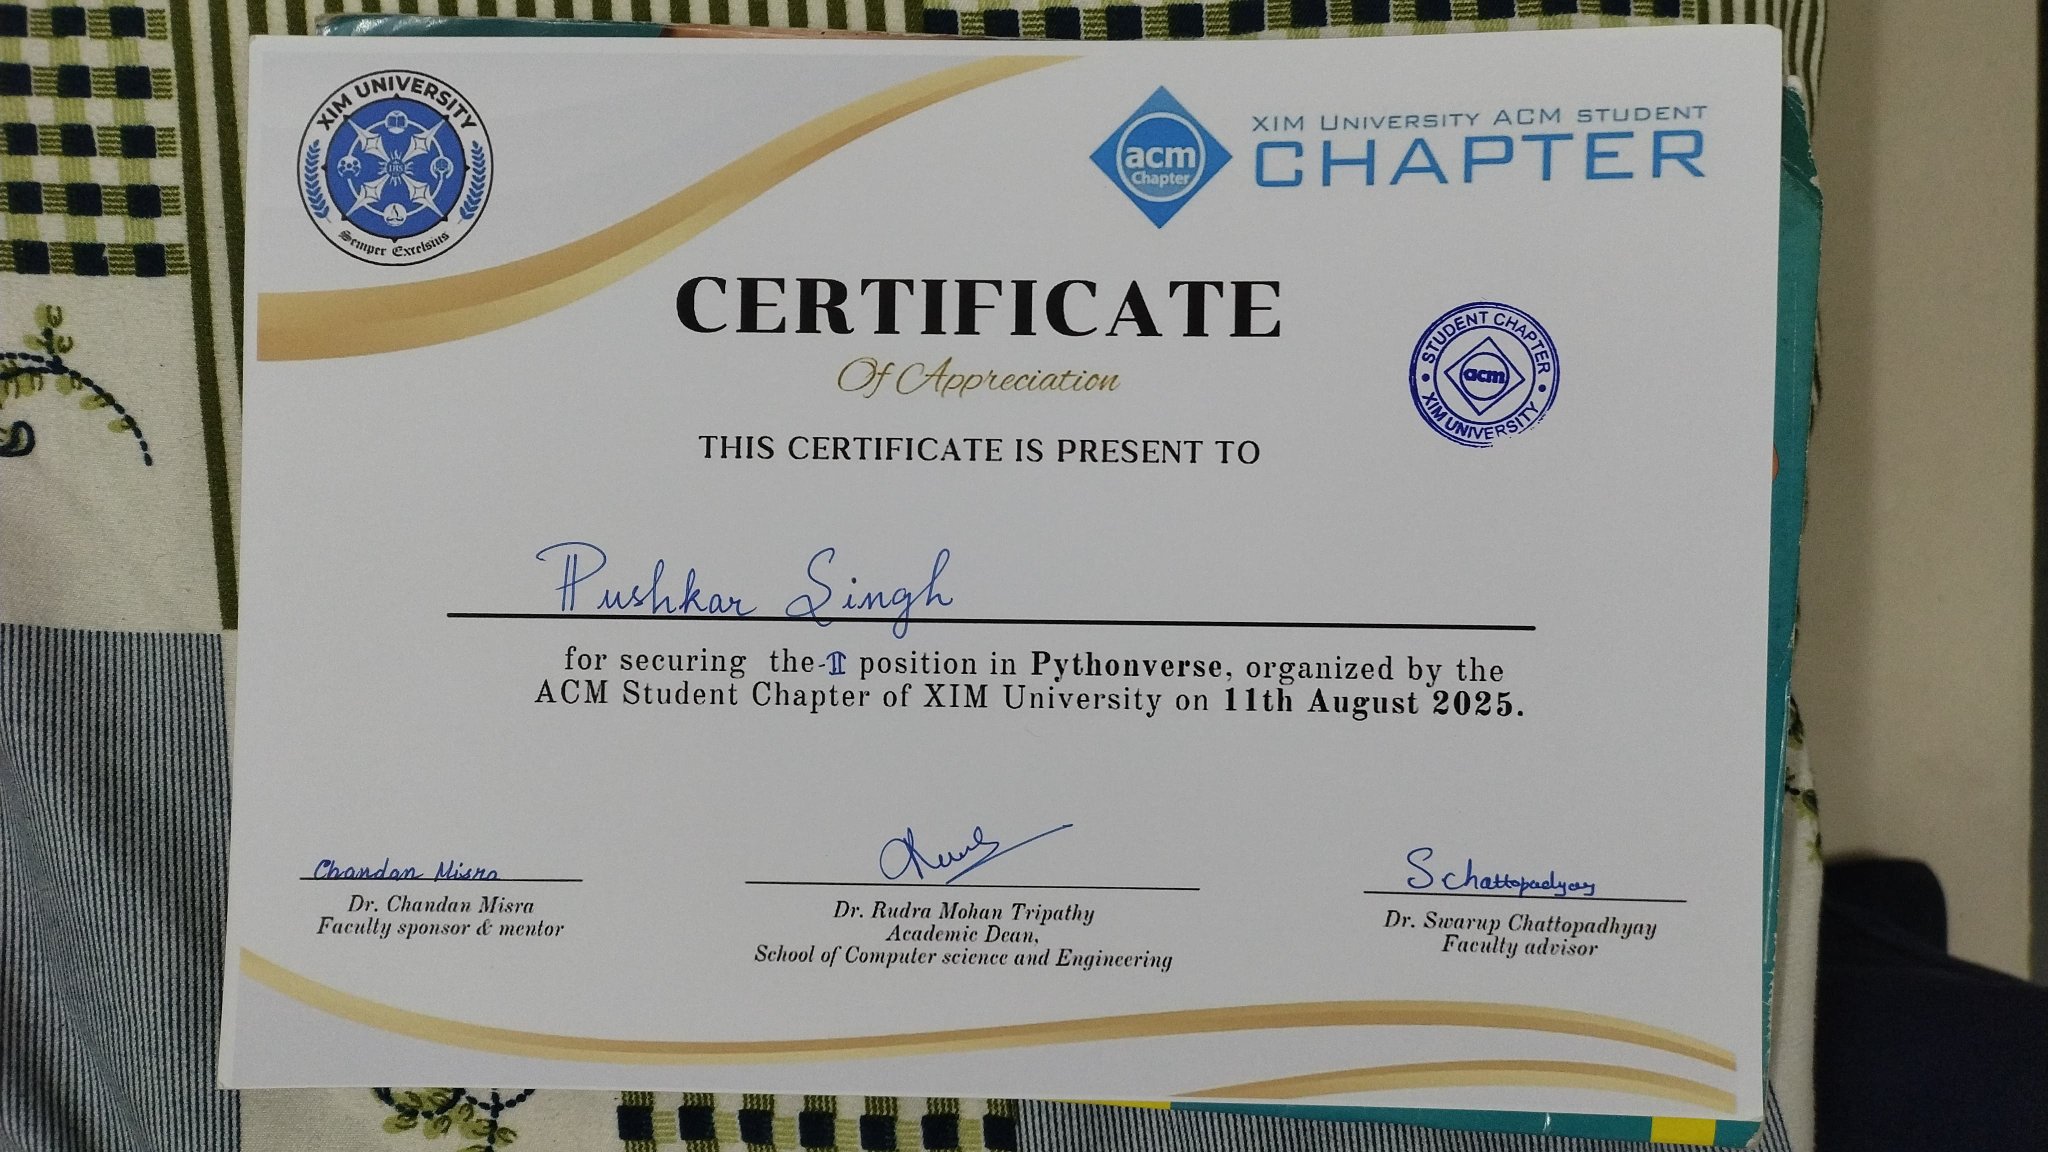 XIM UNIVERSITY
IHS
Semper Excelsius
acm
Chapter
XIM UNIVERSITY ACM STUDENT
CHAPTER
CERTIFICATE
Of Appreciation
STUDENT CHAPTER
acm
XIM UNIVERSITY
THIS CERTIFICATE IS PRESENT TO
Pushkar Singh
for securing the II position in Pythonverse, organized by the
ACM Student Chapter of XIM University on 11th August 2025.
Chandan Misra
Dr. Chandan Misra
Faculty sponsor & mentor
Dr. Rudra Mohan Tripathy
Academic Dean,
School of Computer science and Engineering
S Chattopadhyay
Dr. Swarup Chattopadhyay
Faculty advisor